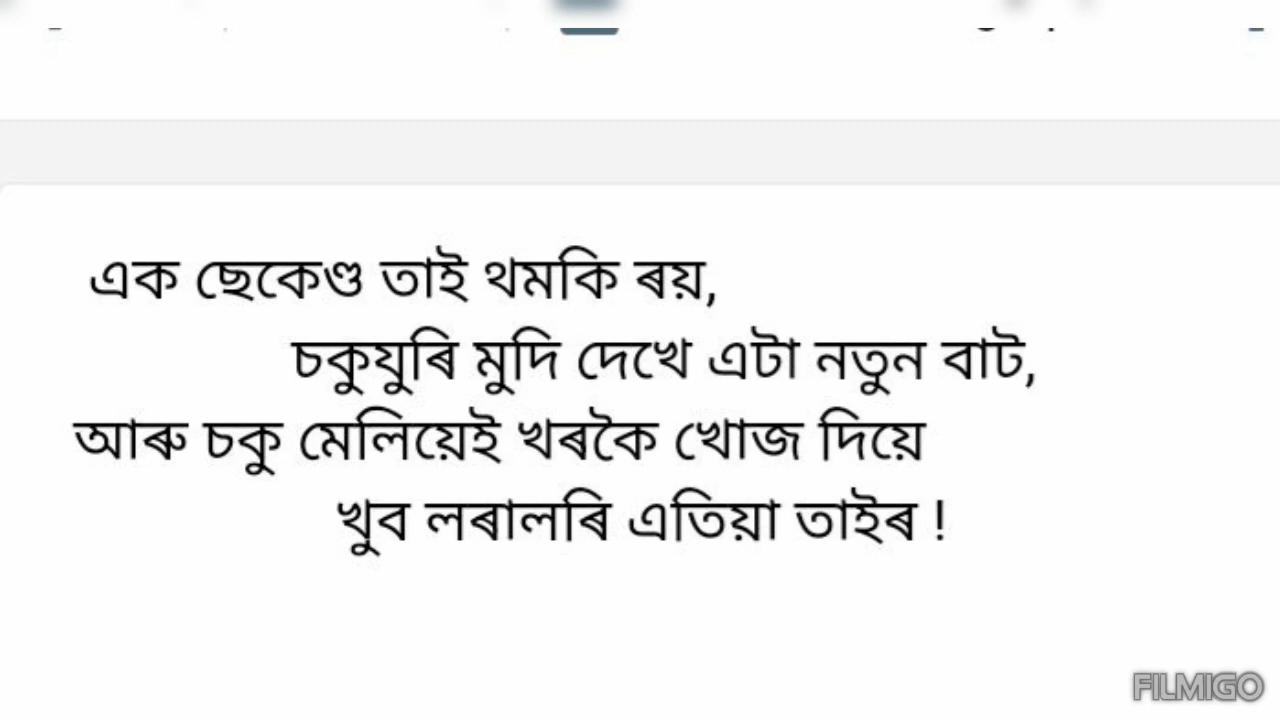 এক ছেকেণ্ড তাই থমকি ৰয়,
চকুযুৰি মুদি দেখে এটা নতুন বাট,
আৰু চকু মেলিয়েই খৰকৈ খোজ দিয়ে
খুব লৰালৰি এতিয়া তাইৰ !
FILMIGO